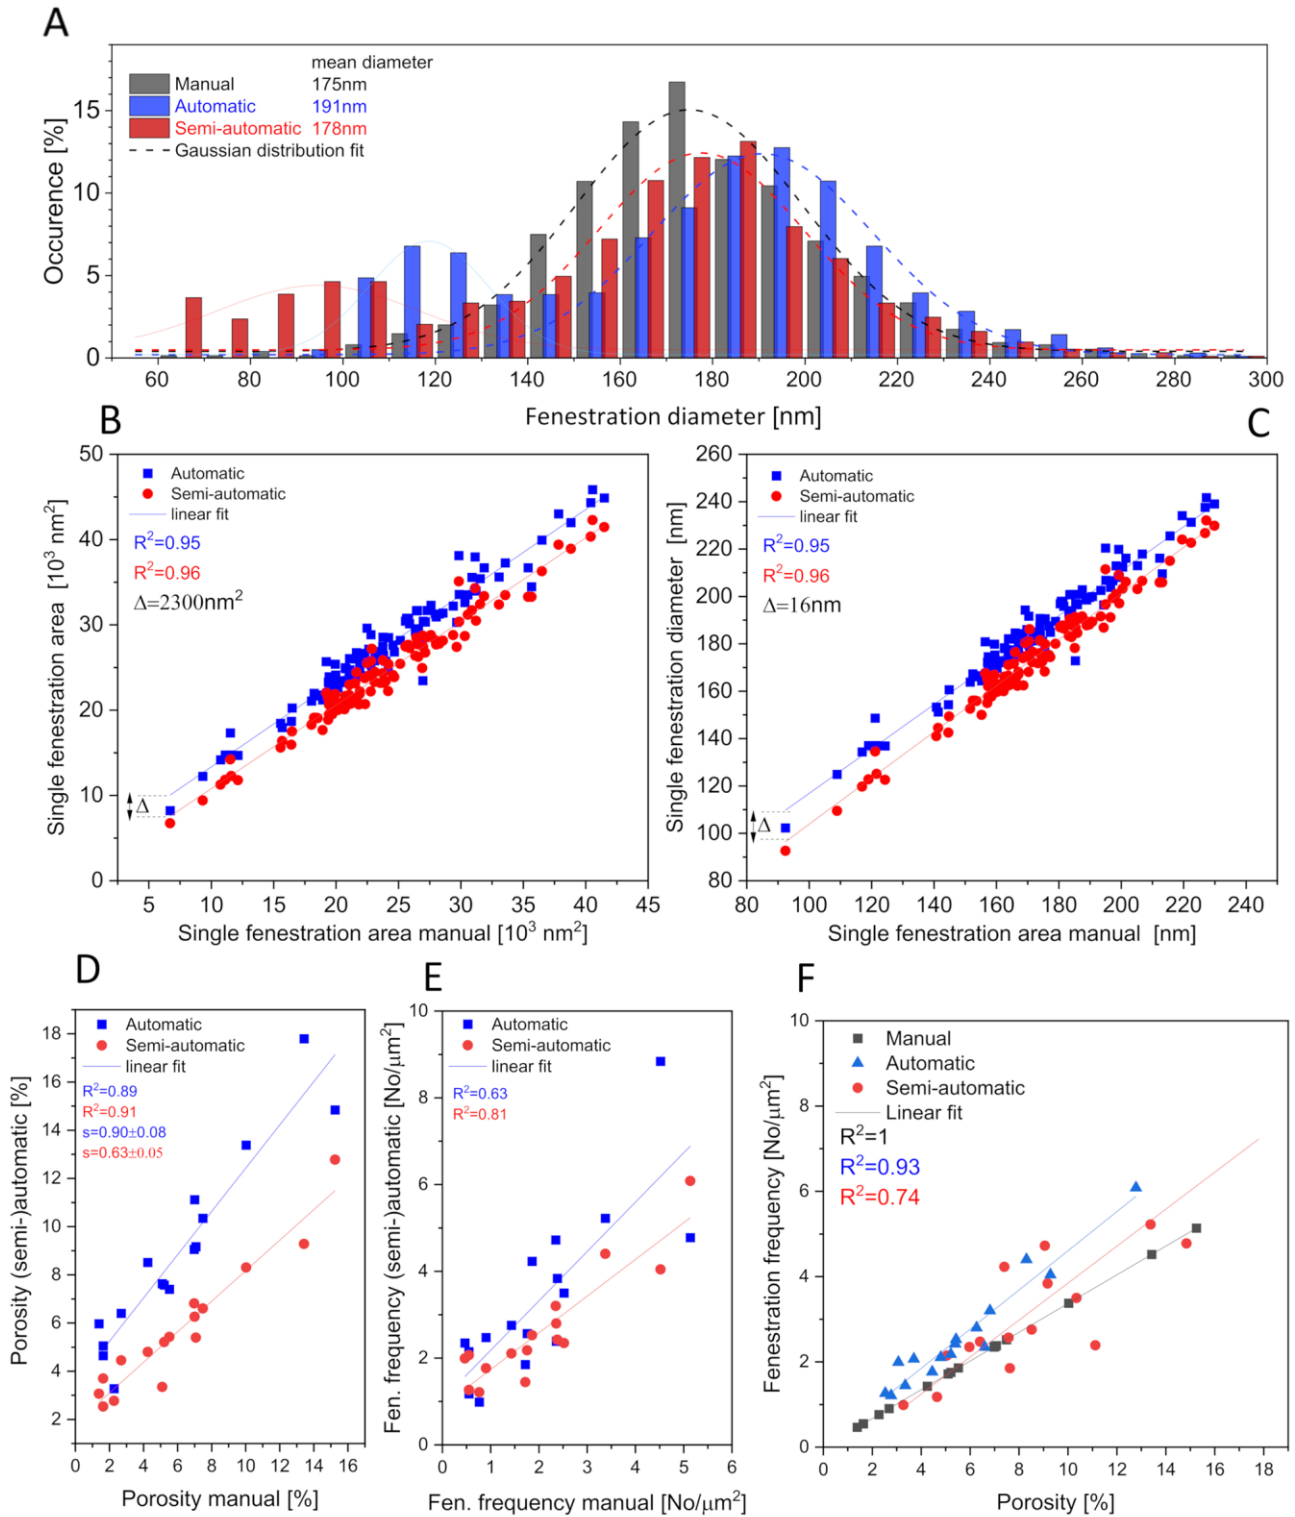 A
mean diameter
Manual 175nm
Automatic 191nm
Semi-automatic 178nm
Gaussian distribution fit
Occurence [%]
15
10
5
0
60 80 100 120 140 160 180 200 220 240 260 280 300
Fenestration diameter [nm]
B
Automatic
Semi-automatic
linear fit
R²=0.95
R²=0.96
Δ=2300nm²
Δ
Single fenestration area [10³ nm²]
50
40
30
20
10
0
5 10 15 20 25 30 35 40 45
Single fenestration area manual [10³ nm²]
C
Automatic
Semi-automatic
linear fit
R²=0.95
R²=0.96
Δ=16nm
Δ
Single fenestration diameter [nm]
260
240
220
200
180
160
140
120
100
80
80 100 120 140 160 180 200 220 240
Single fenestration area manual [nm]
D
Automatic
Semi-automatic
linear fit
R²=0.89
R²=0.91
s=0.90±0.08
s=0.63±0.05
Porosity (semi-)automatic [%]
18
16
14
12
10
8
6
4
2
0 2 4 6 8 10 12 14 16
Porosity manual [%]
E
Automatic
Semi-automatic
linear fit
R²=0.63
R²=0.81
Fen. frequency (semi-)automatic [No/μm²]
10
8
6
4
2
0
0 1 2 3 4 5 6
Fen. frequency manual [No/μm²]
F
Manual
Automatic
Semi-automatic
Linear fit
R²=1
R²=0.93
R²=0.74
Fenestration frequency [No/μm²]
10
8
6
4
2
0
0 2 4 6 8 10 12 14 16 18
Porosity [%]